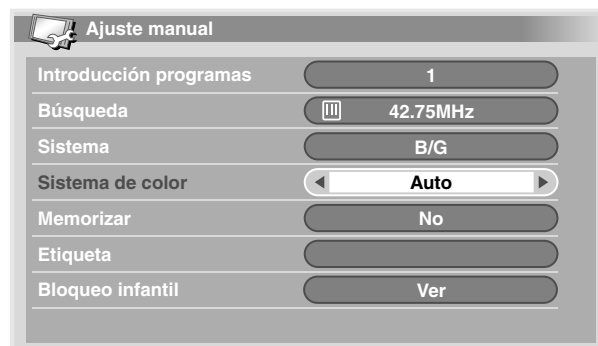 Ajuste manual
Introducción programas 1
Búsqueda 42.75MHz
Sistema B/G
Sistema de color Auto
Memorizar No
Etiqueta
Bloqueo infantil Ver